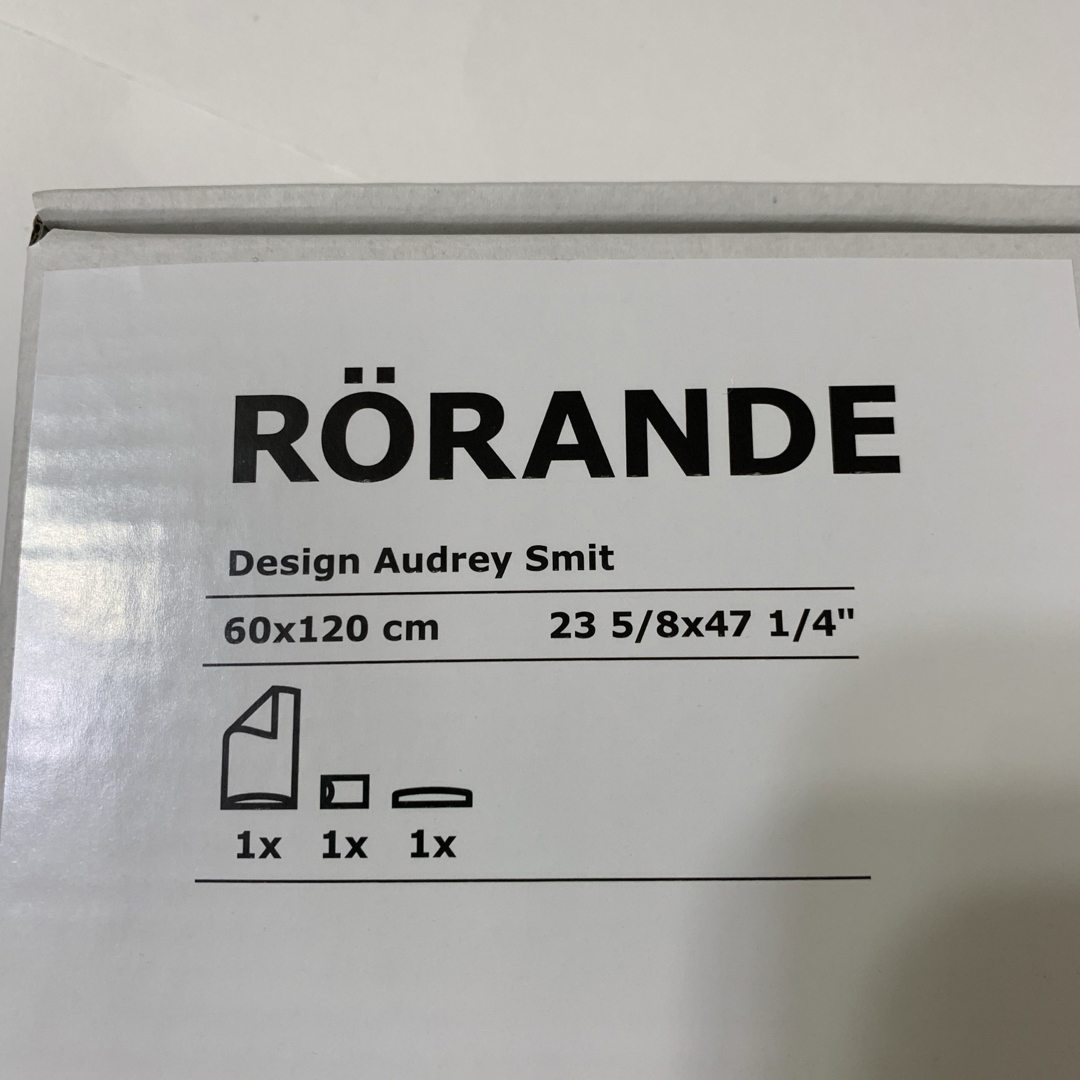 RÖRANDE
Design Audrey Smit
60x120 cm 23 5/8x47 1/4"
1x 1x 1x